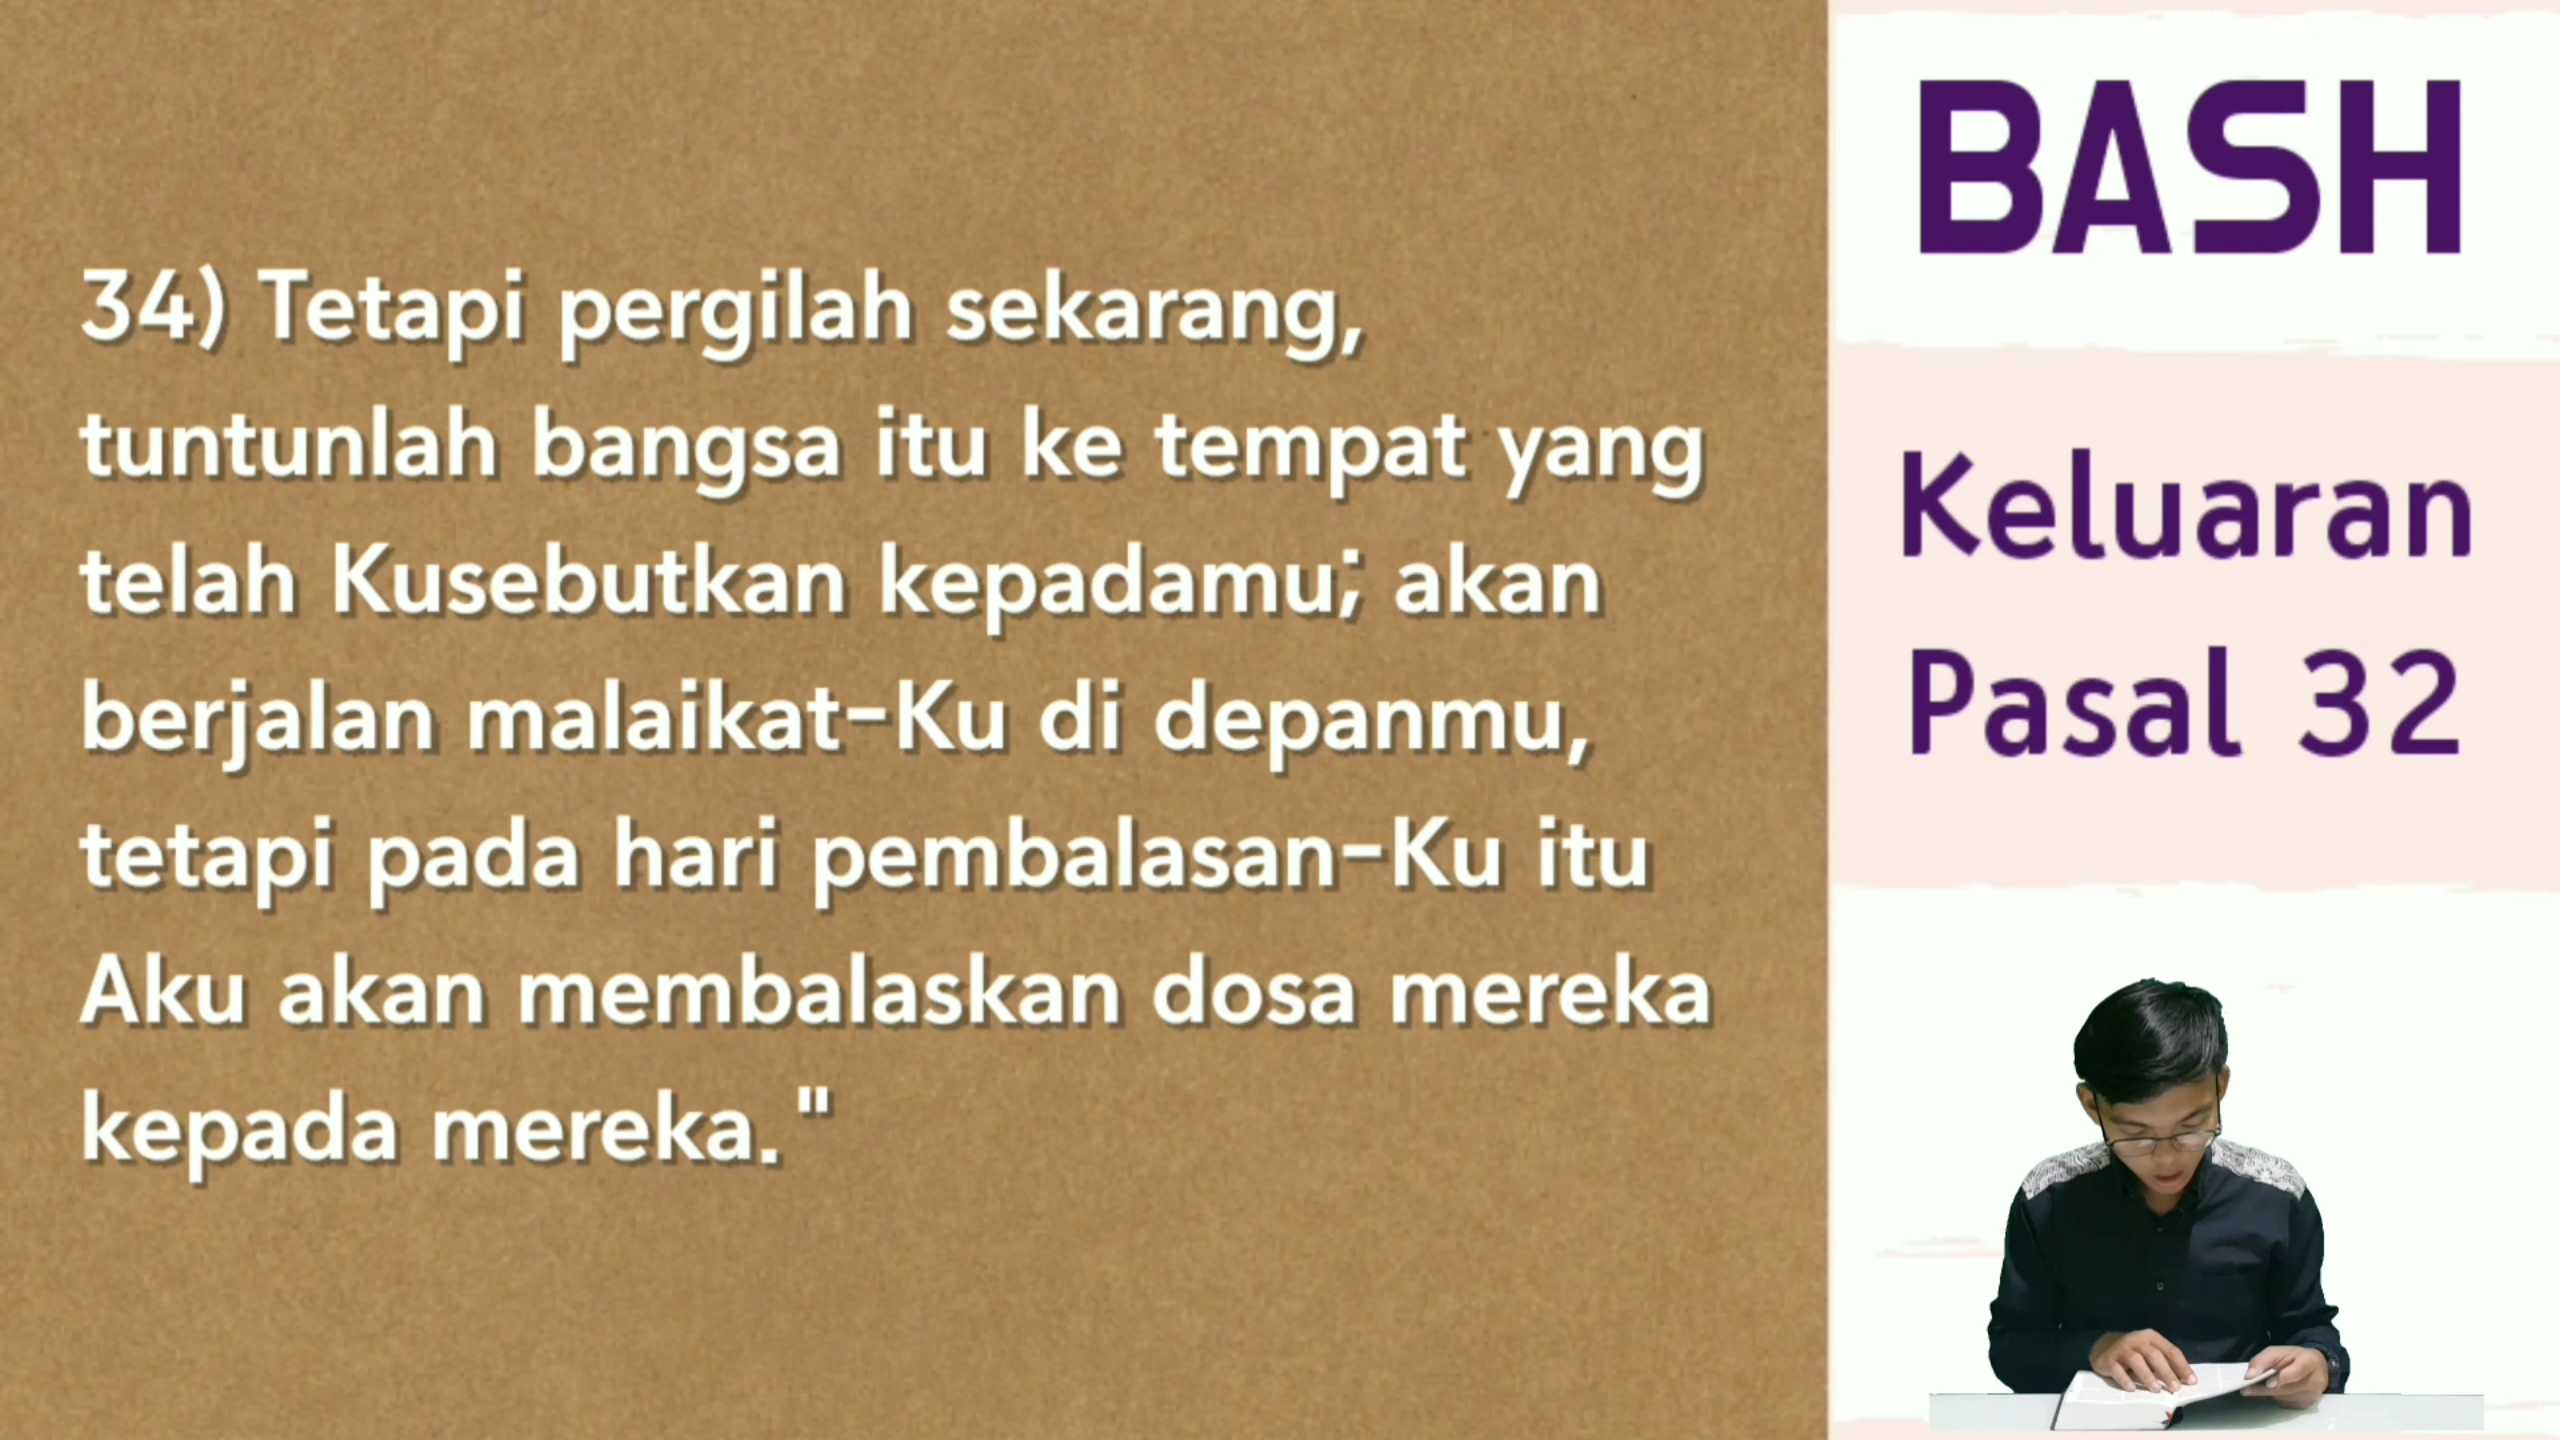 34) Tetapi pergilah sekarang,
tuntunlah bangsa itu ke tempat yang
telah Kusebutkan kepadamu; akan
berjalan malaikat-Ku di depanmu,
tetapi pada hari pembalasan-Ku itu
Aku akan membalaskan dosa mereka
kepada mereka."
BASH
Keluaran
Pasal 32